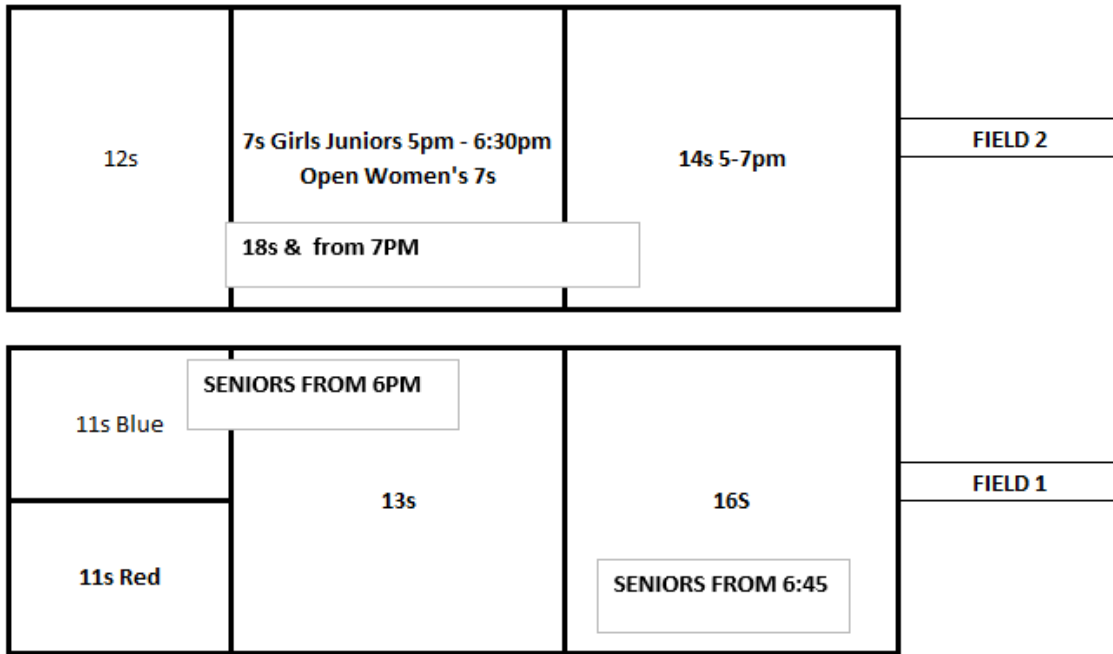 12s
7s Girls Juniors 5pm - 6:30pm
Open Women's 7s
14s 5-7pm
FIELD 2
18s &  from 7PM
SENIORS FROM 6PM
11s Blue
13s
16S
FIELD 1
11s Red
SENIORS FROM 6:45